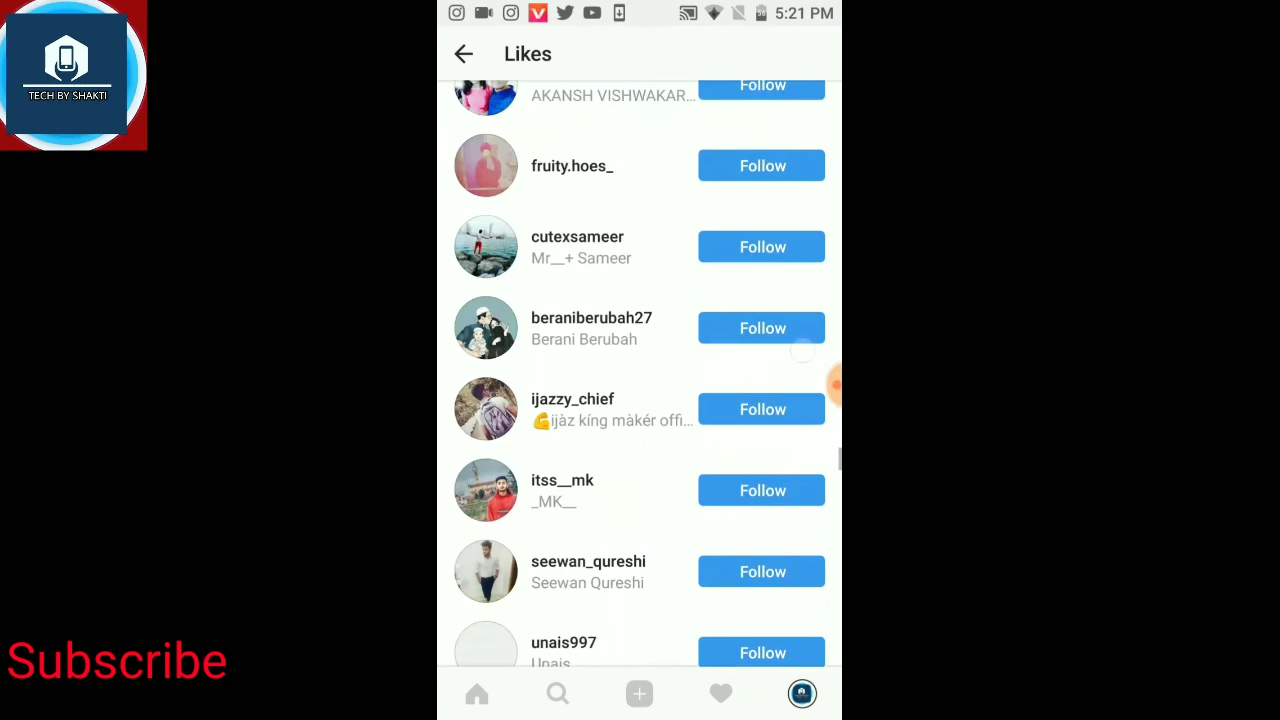 TECH BY SHAKTI
5:21 PM
Likes
AKANSH VISHWAKAR...
Follow
fruity.hoes_
Follow
cutexsameer
Mr__+ Sameer
Follow
beraniberubah27
Berani Berubah
Follow
ijazzy_chief
💪ijàz kíng màkér offi...
Follow
itss__mk
_MK__
Follow
seewan_qureshi
Seewan Qureshi
Follow
unais997
Unais
Follow
Subscribe